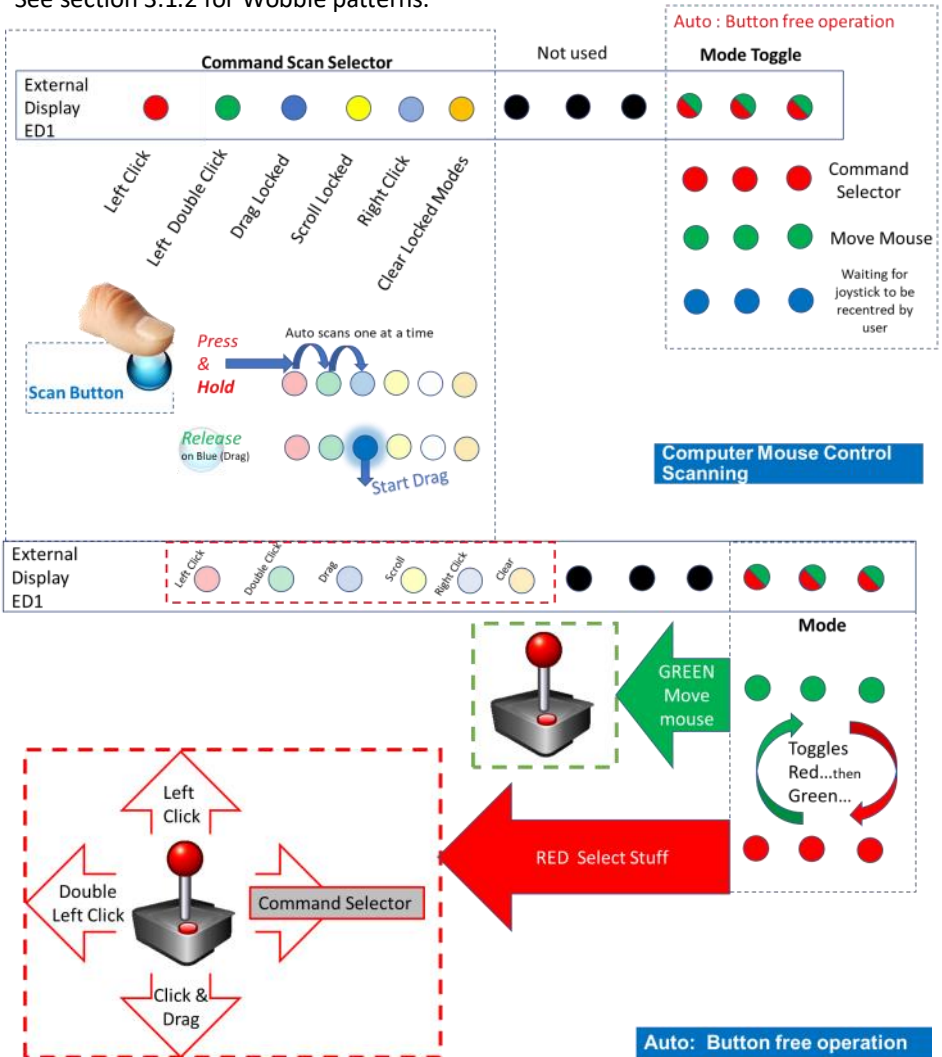 See section 3.1.2 for Wobble patterns.
Auto : Button free operation
Command Scan Selector
Not used
Mode Toggle
External
Display
ED1
Left Click
Left Double Click
Drag Locked
Scroll Locked
Right Click
Clear Locked Modes
Command
Selector
Move Mouse
Waiting for
joystick to be
recentred by
user
Scan Button
Press
&
Hold
Auto scans one at a time
Release
on Blue (Drag)
Start Drag
Computer Mouse Control
Scanning
External
Display
ED1
Left Click
Double Click
Drag
Scroll
Right Click
Clear
Mode
GREEN
Move
mouse
Toggles
Red...then
Green...
RED Select Stuff
Left
Click
Double
Left Click
Command Selector
Click &
Drag
Auto: Button free operation